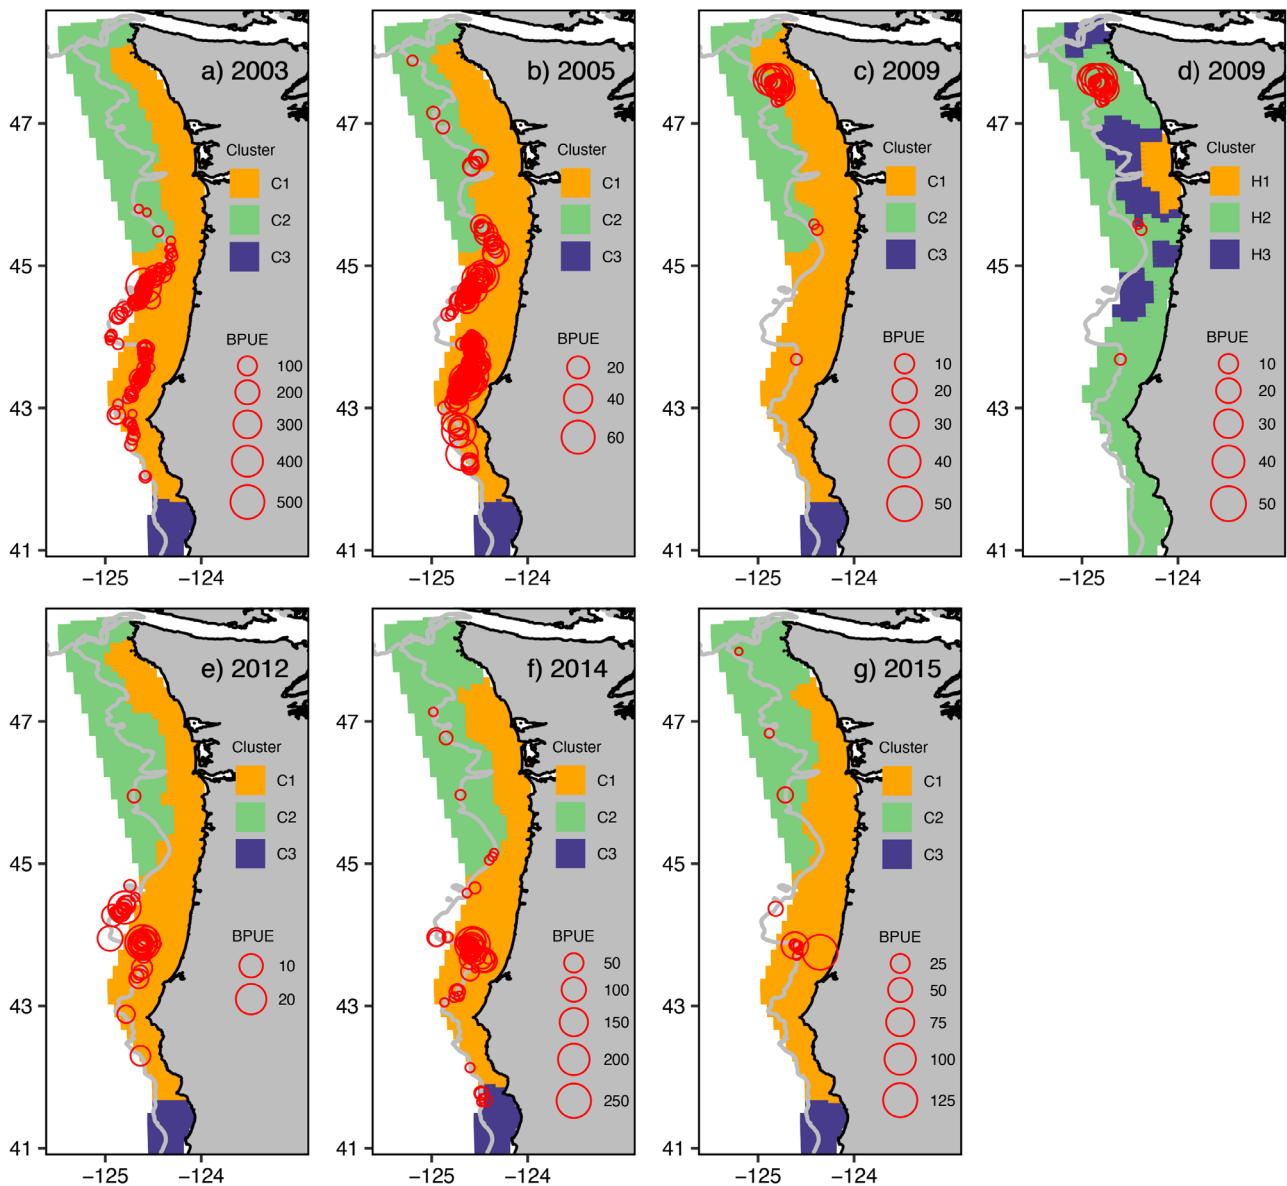 a) 2003
47
45
43
41
−125
−124
Cluster
C1
C2
C3
BPUE
100
200
300
400
500
b) 2005
−125
−124
Cluster
C1
C2
C3
BPUE
20
40
60
c) 2009
47
45
43
41
−125
−124
Cluster
C1
C2
C3
BPUE
10
20
30
40
50
d) 2009
47
45
43
41
−125
−124
Cluster
H1
H2
H3
BPUE
10
20
30
40
50
e) 2012
47
45
43
41
−125
−124
Cluster
C1
C2
C3
BPUE
10
20
f) 2014
47
45
43
41
−125
−124
Cluster
C1
C2
C3
BPUE
50
100
150
200
250
g) 2015
47
45
43
41
−125
−124
Cluster
C1
C2
C3
BPUE
25
50
75
100
125